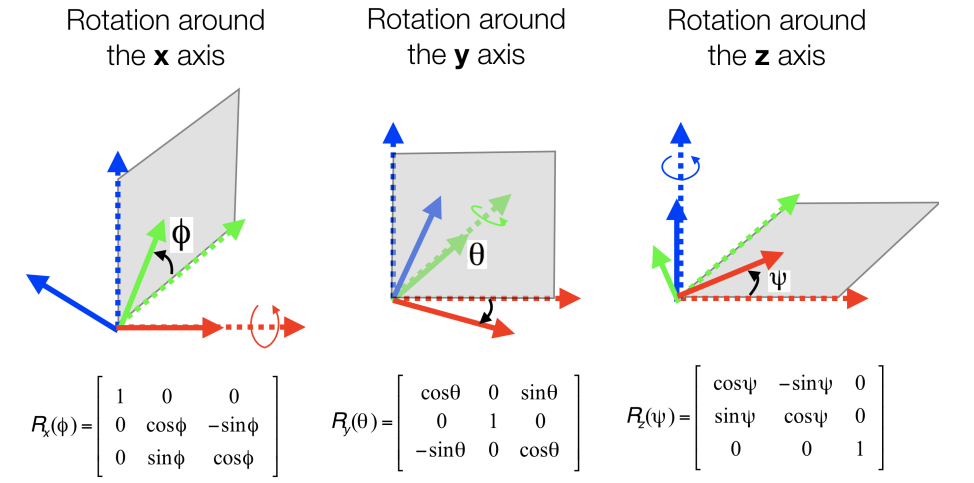 Rotation around
the x axis
Rotation around
the y axis
Rotation around
the z axis
ϕ
θ
ψ
Rx(ϕ) = [ 1 0 0
0 cosϕ −sinϕ
0 sinϕ cosϕ ]
Ry(θ) = [ cosθ 0 sinθ
0 1 0
−sinθ 0 cosθ ]
Rz(ψ) = [ cosψ −sinψ 0
sinψ cosψ 0
0 0 1 ]